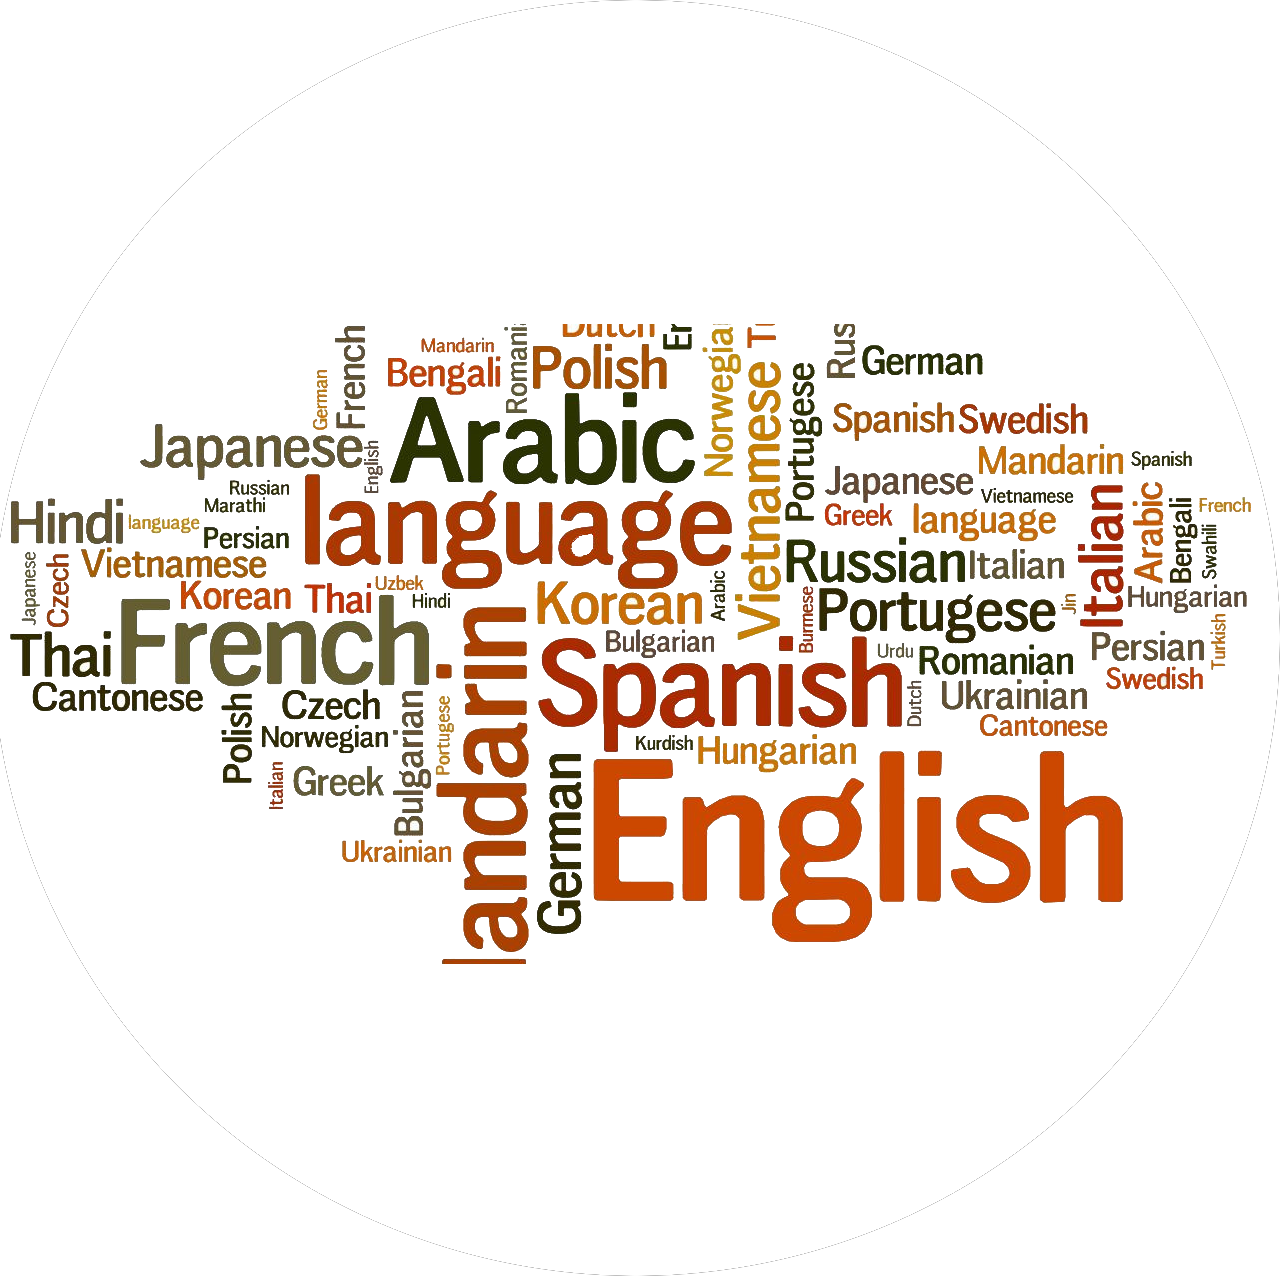 Dutch
Er
Norwegia
T
Rus
French
Mandarin
Romani
Polish
German
Bengali
German
Arabic
Vietnamese
Portugese
Spanish
Swedish
Japanese
English
Mandarin
Spanish
Russian
language
Japanese
Vietnamese
Italian
Arabic
Bengali
French
Hindi
language
Marathi
Persian
Greek
language
Swahili
Japanese
Czech
Vietnamese
Russian
Italian
Korean
Thai
Uzbek
Hindi
Korean
Arabic
Burmese
Portugese
Jin
Hungarian
Thai
French
landarin
Bulgarian
Spanish
Urdu
Romanian
Persian
Turkish
Swedish
Cantonese
Polish
Czech
Bulgarian
Portugese
Dutch
Ukrainian
Cantonese
Norwegian
Kurdish
Hungarian
Italian
Greek
German
English
Ukrainian